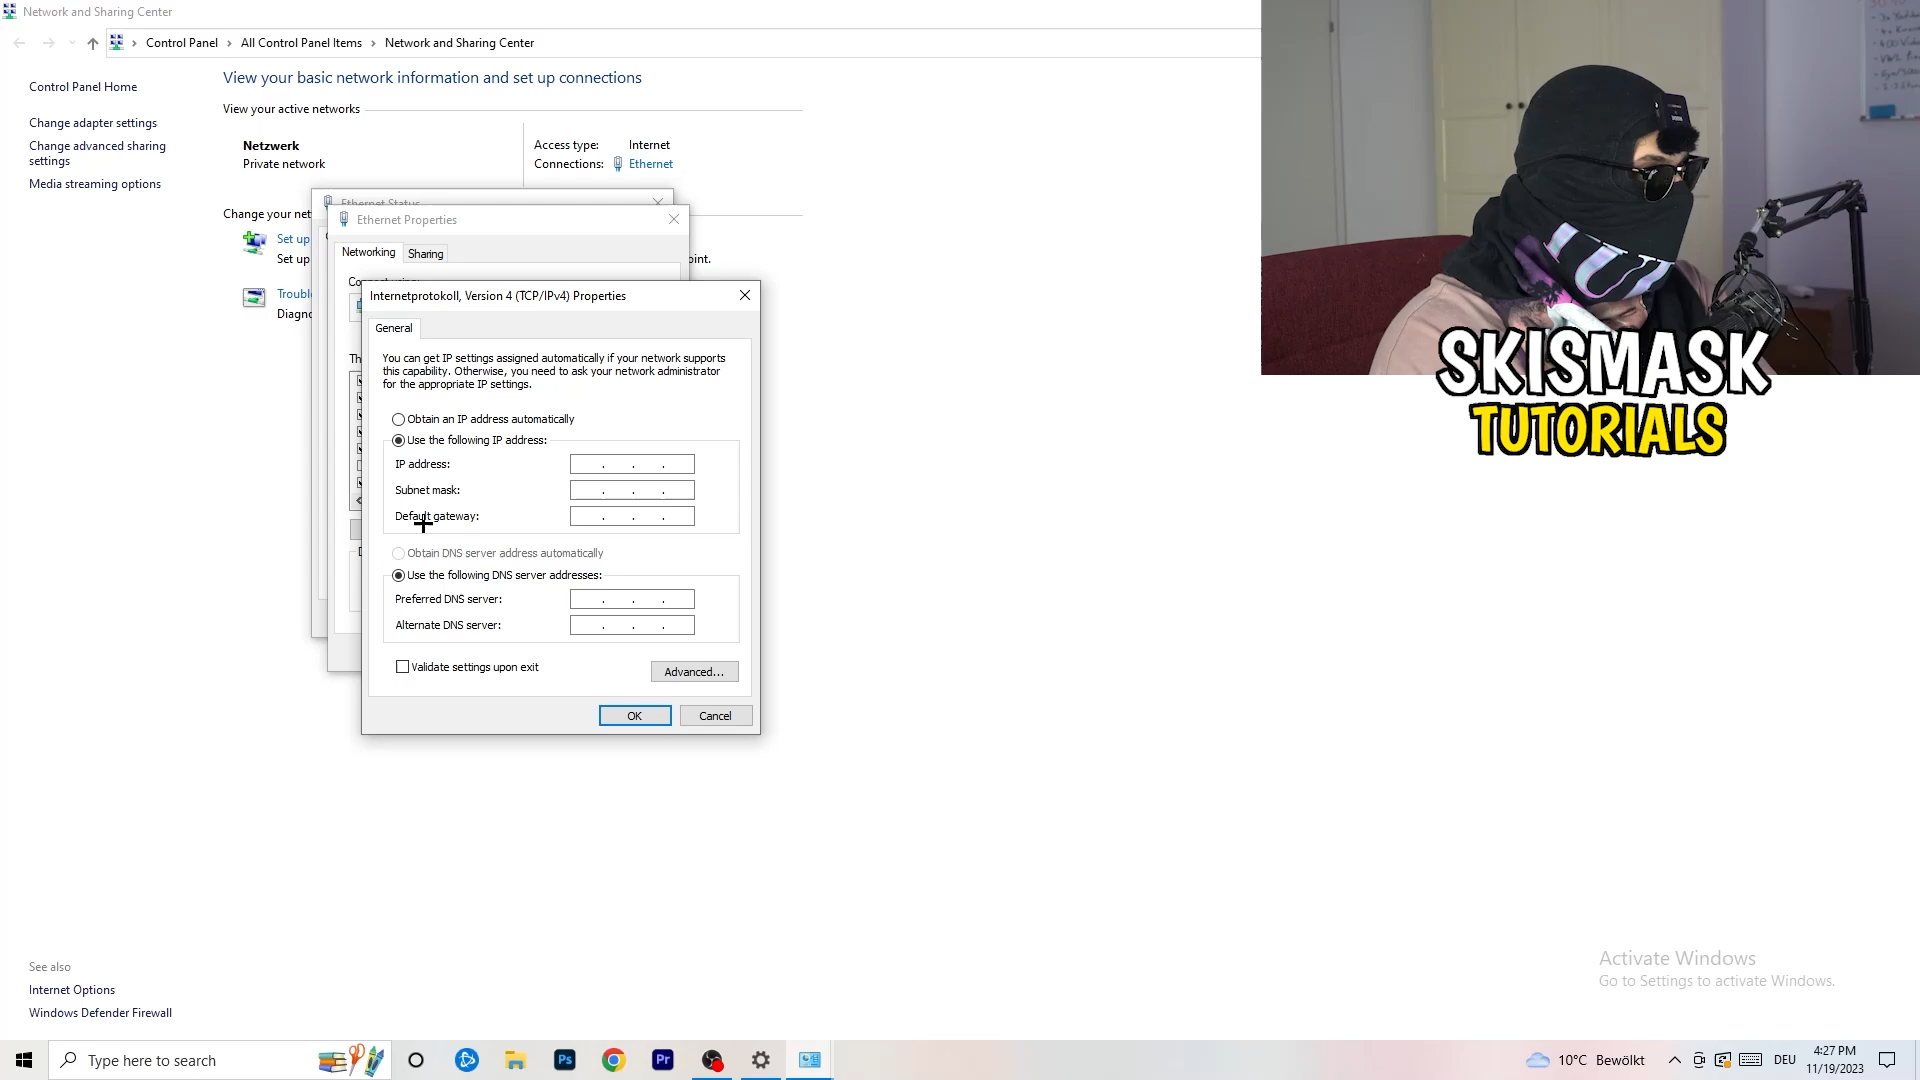 Network and Sharing Center
Control Panel > All Control Panel Items > Network and Sharing Center
Control Panel Home
Change adapter settings
Change advanced sharing
settings
Media streaming options
View your basic network information and set up connections
View your active networks
Netzwerk
Private network
Access type: Internet
Connections: Ethernet
Change your net
Set up
Set up
point.
Troubl
Diagno
Ethernet Status
Ethernet Properties
Networking
Sharing
Internetprotokoll, Version 4 (TCP/IPv4) Properties
General
You can get IP settings assigned automatically if your network supports
this capability. Otherwise, you need to ask your network administrator
for the appropriate IP settings.
Obtain an IP address automatically
Use the following IP address:
IP address: . . .
Subnet mask: . . .
Default gateway: . . .
Obtain DNS server address automatically
Use the following DNS server addresses:
Preferred DNS server: . . .
Alternate DNS server: . . .
Validate settings upon exit
Advanced...
OK
Cancel
SKISMASK
TUTORIALS
See also
Internet Options
Windows Defender Firewall
Activate Windows
Go to Settings to activate Windows.
Type here to search
Ps
Pr
10°C Bewölkt
DEU
4:27 PM
11/19/2023